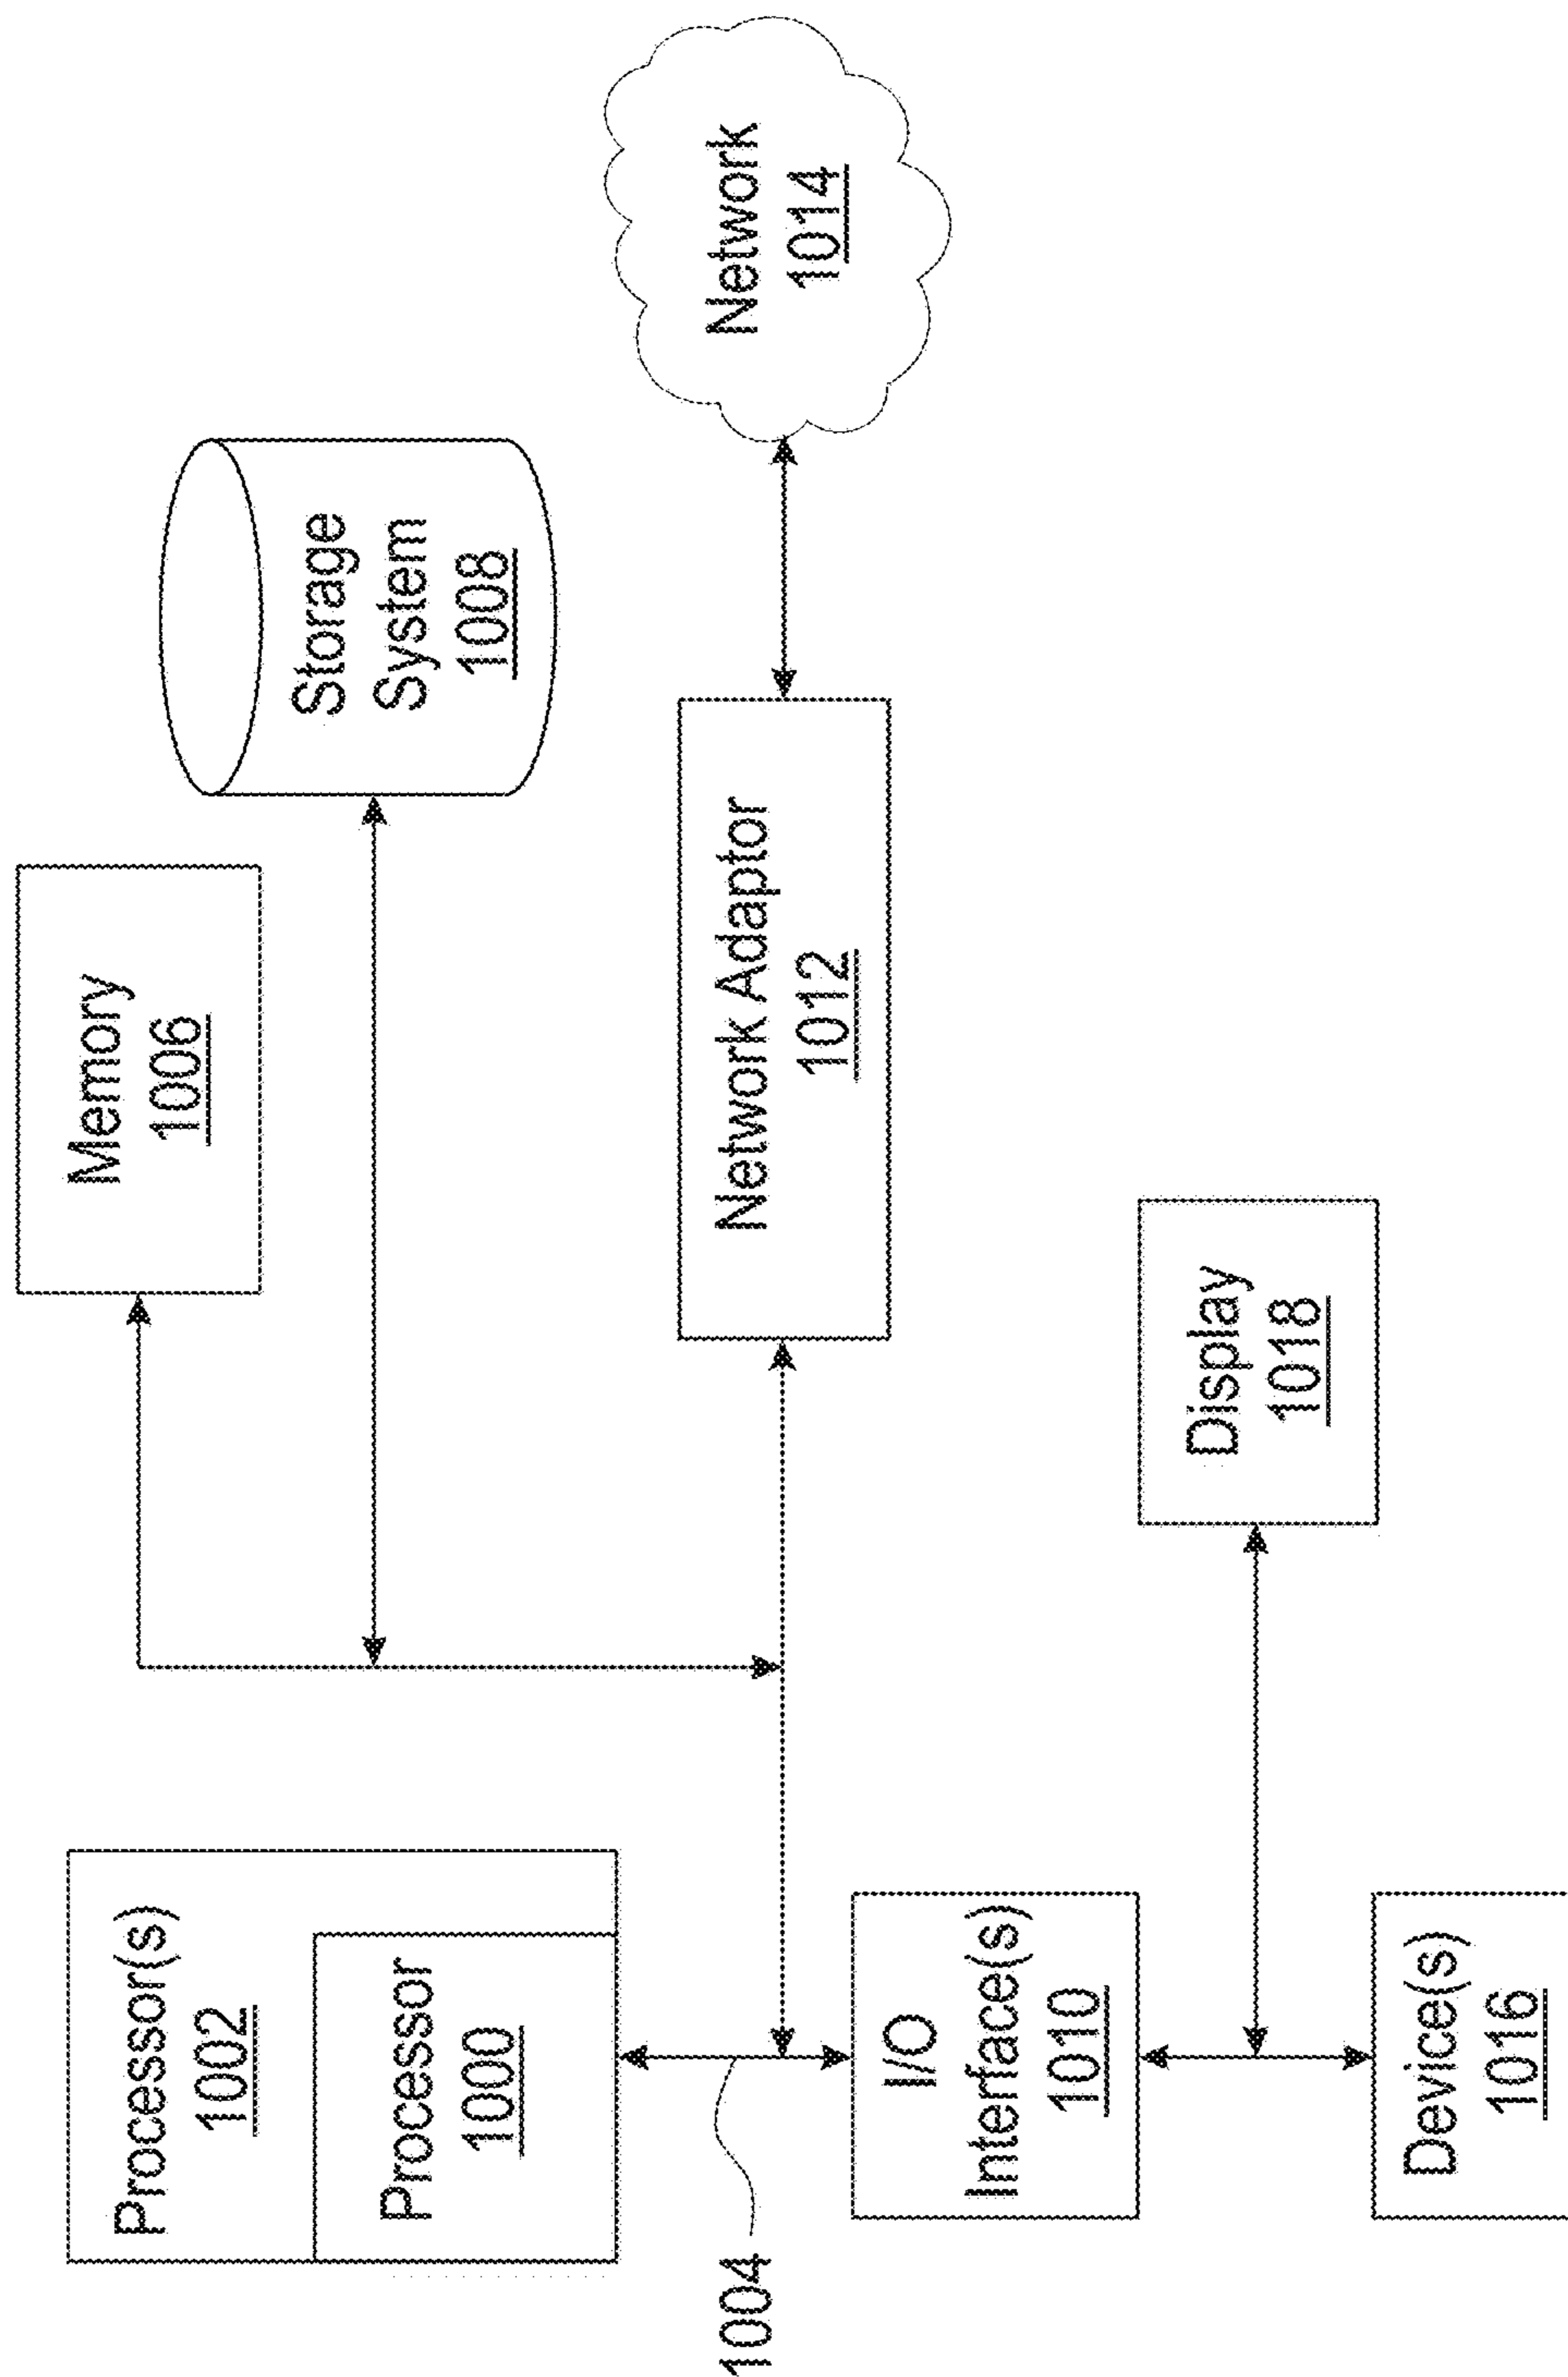 Processor(s)
1002
Processor
1000
1004
I/O
Interface(s)
1010
Device(s)
1016
Display
1018
Memory
1006
Storage
System
1008
Network Adaptor
1012
Network
1014